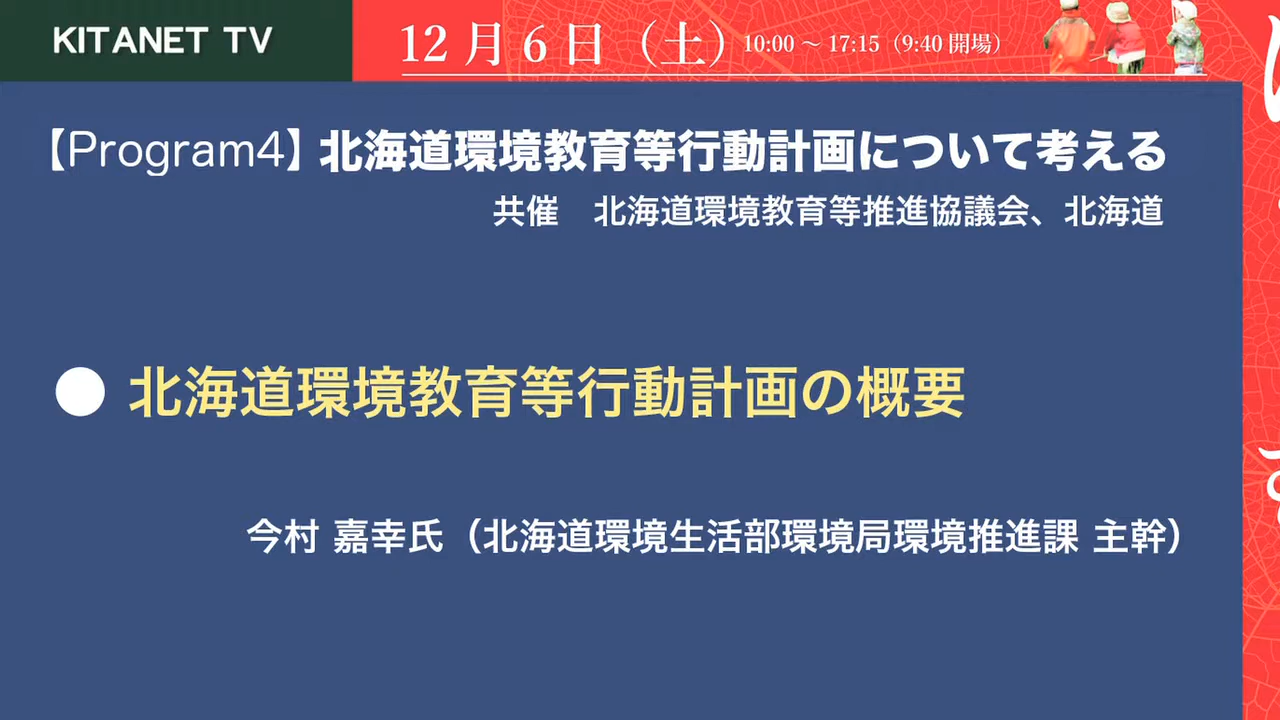 KITANET TV
12月6日（土）10:00～17:15（9:40開場）
【Program4】北海道環境教育等行動計画について考える
共催　北海道環境教育等推進協議会、北海道
● 北海道環境教育等行動計画の概要
今村 嘉幸氏（北海道環境生活部環境局環境推進課 主幹）